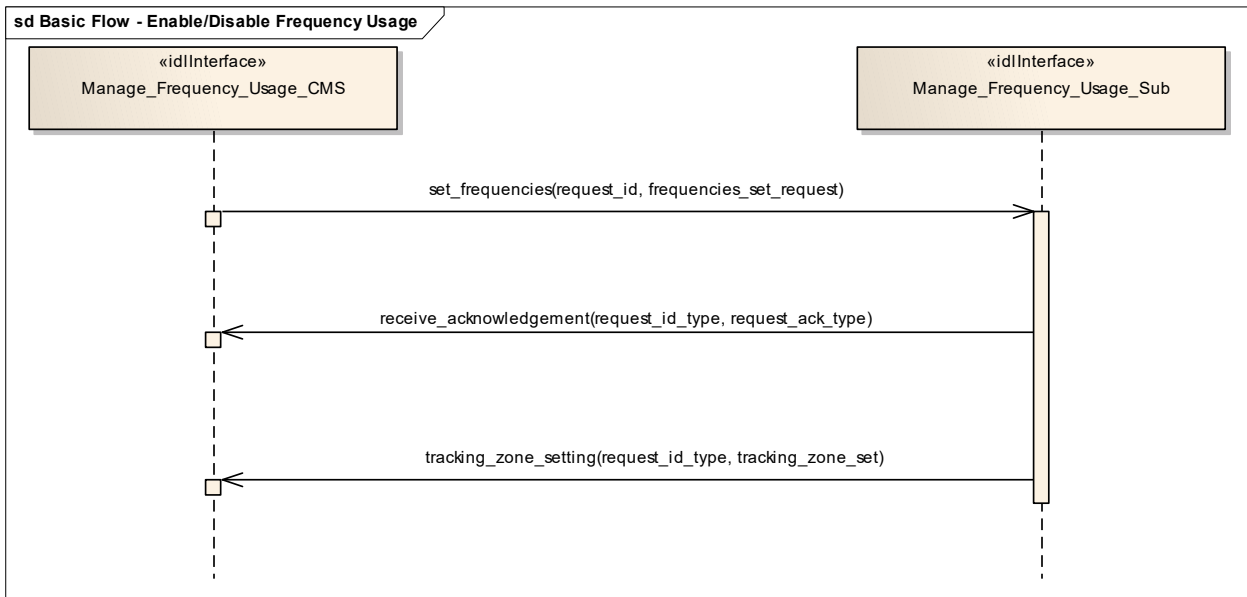 sd Basic Flow - Enable/Disable Frequency Usage
«idlInterface»
Manage_Frequency_Usage_CMS
«idlInterface»
Manage_Frequency_Usage_Sub
set_frequencies(request_id, frequencies_set_request)
receive_acknowledgement(request_id_type, request_ack_type)
tracking_zone_setting(request_id_type, tracking_zone_set)